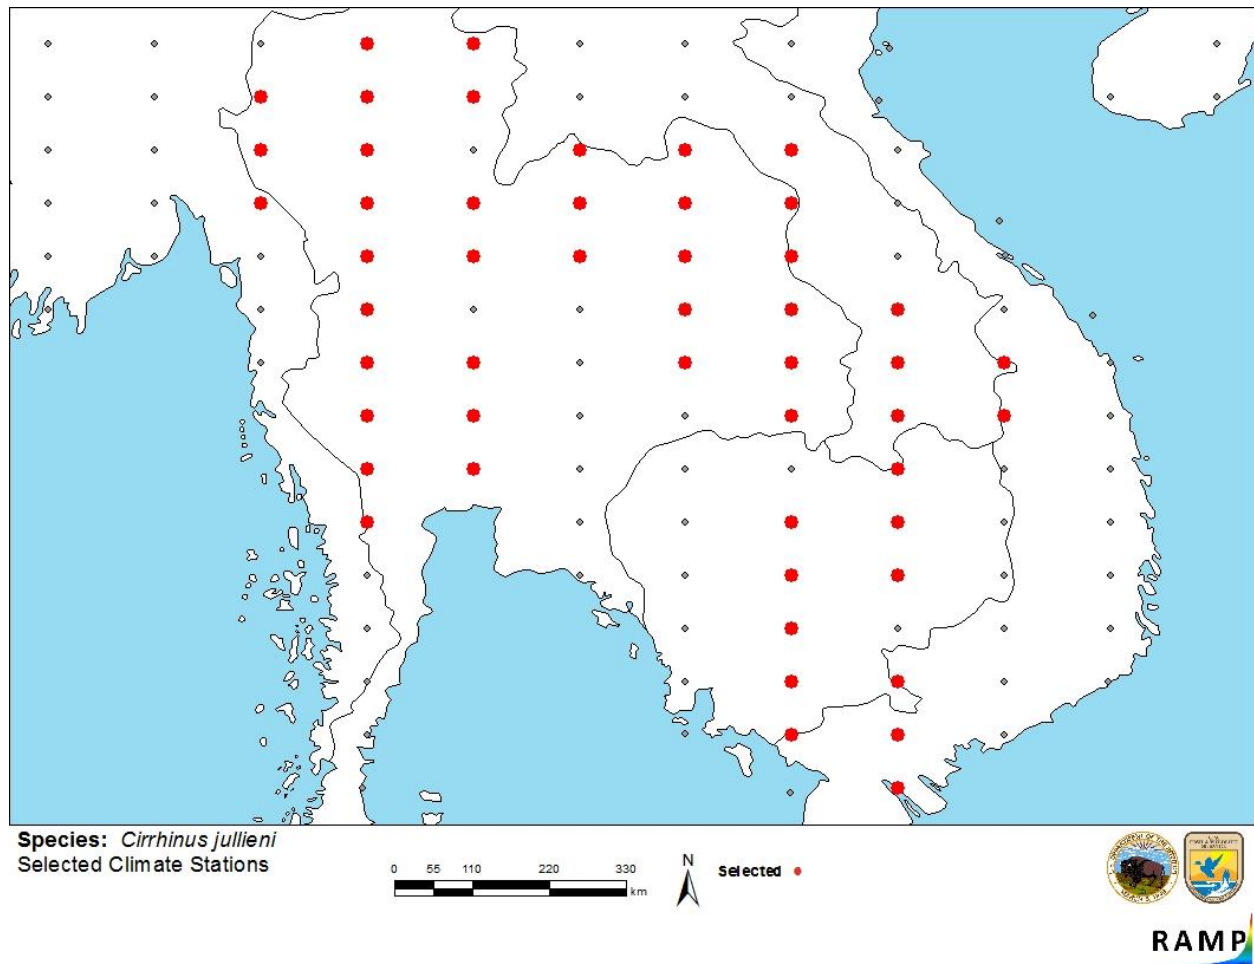 Species: Cirrhinus jullieni
Selected Climate Stations
0 55 110 220 330
km
N
Selected
RAMP